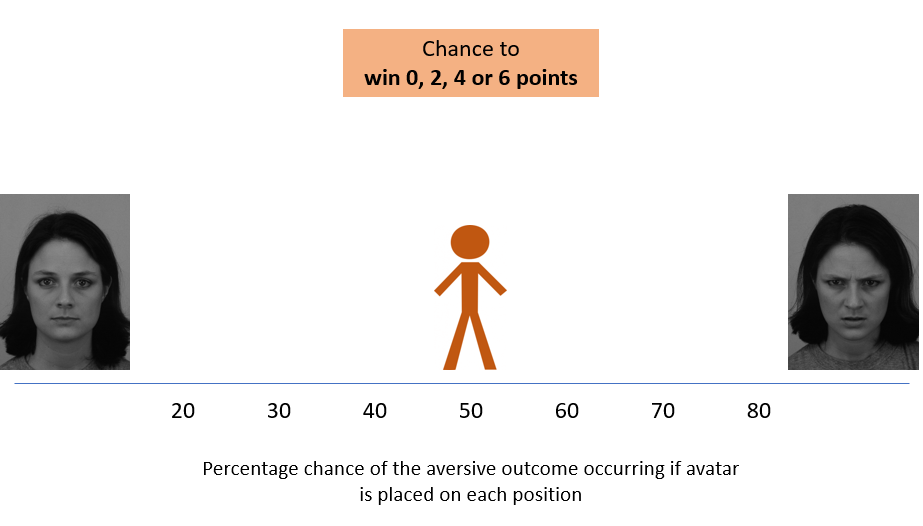 Chance to
win 0, 2, 4 or 6 points
20 30 40 50 60 70 80
Percentage chance of the aversive outcome occurring if avatar
is placed on each position